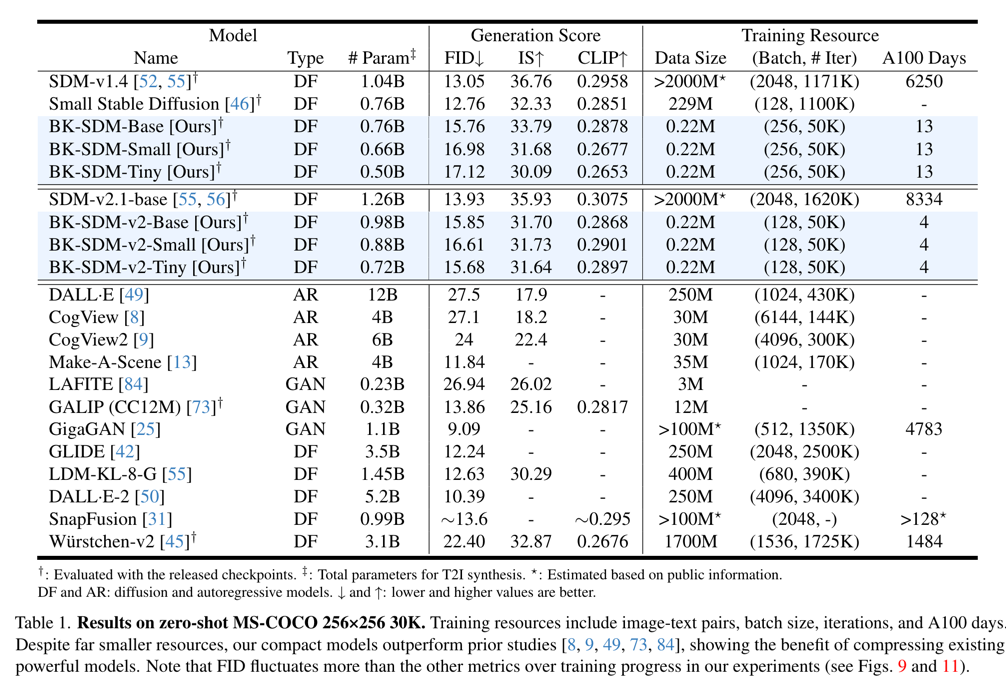 Model Generation Score Training Resource
Name Type # Param‡ FID↓ IS↑ CLIP↑ Data Size (Batch, # Iter) A100 Days
SDM-v1.4 [52, 55]† DF 1.04B 13.05 36.76 0.2958 >2000M⋆ (2048, 1171K) 6250
Small Stable Diffusion [46]† DF 0.76B 12.76 32.33 0.2851 229M (128, 1100K) -
BK-SDM-Base [Ours]† DF 0.76B 15.76 33.79 0.2878 0.22M (256, 50K) 13
BK-SDM-Small [Ours]† DF 0.66B 16.98 31.68 0.2677 0.22M (256, 50K) 13
BK-SDM-Tiny [Ours]† DF 0.50B 17.12 30.09 0.2653 0.22M (256, 50K) 13
SDM-v2.1-base [55, 56]† DF 1.26B 13.93 35.93 0.3075 >2000M⋆ (2048, 1620K) 8334
BK-SDM-v2-Base [Ours]† DF 0.98B 15.85 31.70 0.2868 0.22M (128, 50K) 4
BK-SDM-v2-Small [Ours]† DF 0.88B 16.61 31.73 0.2901 0.22M (128, 50K) 4
BK-SDM-v2-Tiny [Ours]† DF 0.72B 15.68 31.64 0.2897 0.22M (128, 50K) 4
DALL·E [49] AR 12B 27.5 17.9 - 250M (1024, 430K) -
CogView [8] AR 4B 27.1 18.2 - 30M (6144, 144K) -
CogView2 [9] AR 6B 24 22.4 - 30M (4096, 300K) -
Make-A-Scene [13] AR 4B 11.84 - - 35M (1024, 170K) -
LAFITE [84] GAN 0.23B 26.94 26.02 - 3M - -
GALIP (CC12M) [73]† GAN 0.32B 13.86 25.16 0.2817 12M - -
GigaGAN [25] GAN 1.1B 9.09 - - >100M⋆ (512, 1350K) 4783
GLIDE [42] DF 3.5B 12.24 - - 250M (2048, 2500K) -
LDM-KL-8-G [55] DF 1.45B 12.63 30.29 - 400M (680, 390K) -
DALL·E-2 [50] DF 5.2B 10.39 - - 250M (4096, 3400K) -
SnapFusion [31] DF 0.99B ∼13.6 - ∼0.295 >100M⋆ (2048, -) >128⋆
Würstchen-v2 [45]† DF 3.1B 22.40 32.87 0.2676 1700M (1536, 1725K) 1484
†: Evaluated with the released checkpoints. ‡: Total parameters for T2I synthesis. ⋆: Estimated based on public information.
DF and AR: diffusion and autoregressive models. ↓ and ↑: lower and higher values are better.
Table 1. Results on zero-shot MS-COCO 256×256 30K. Training resources include image-text pairs, batch size, iterations, and A100 days.
Despite far smaller resources, our compact models outperform prior studies [8, 9, 49, 73, 84], showing the benefit of compressing existing
powerful models. Note that FID fluctuates more than the other metrics over training progress in our experiments (see Figs. 9 and 11).